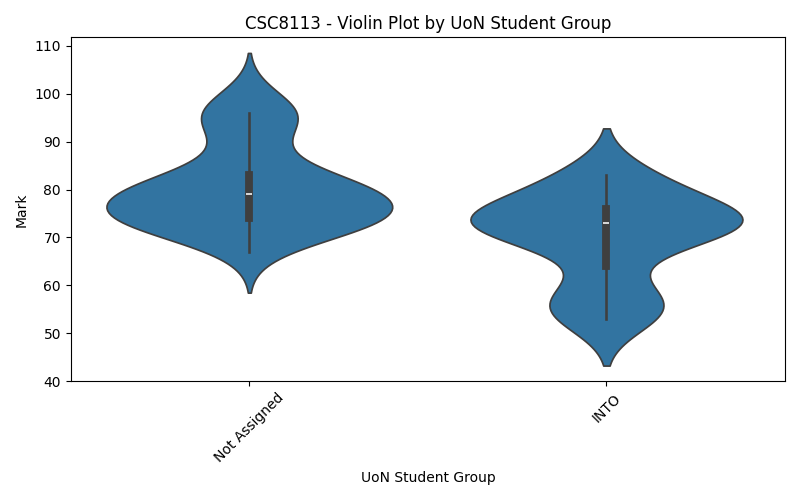 CSC8113 - Violin Plot by UoN Student Group
110
100
90
80
70
60
50
40
Mark
Not Assigned
INTO
UoN Student Group